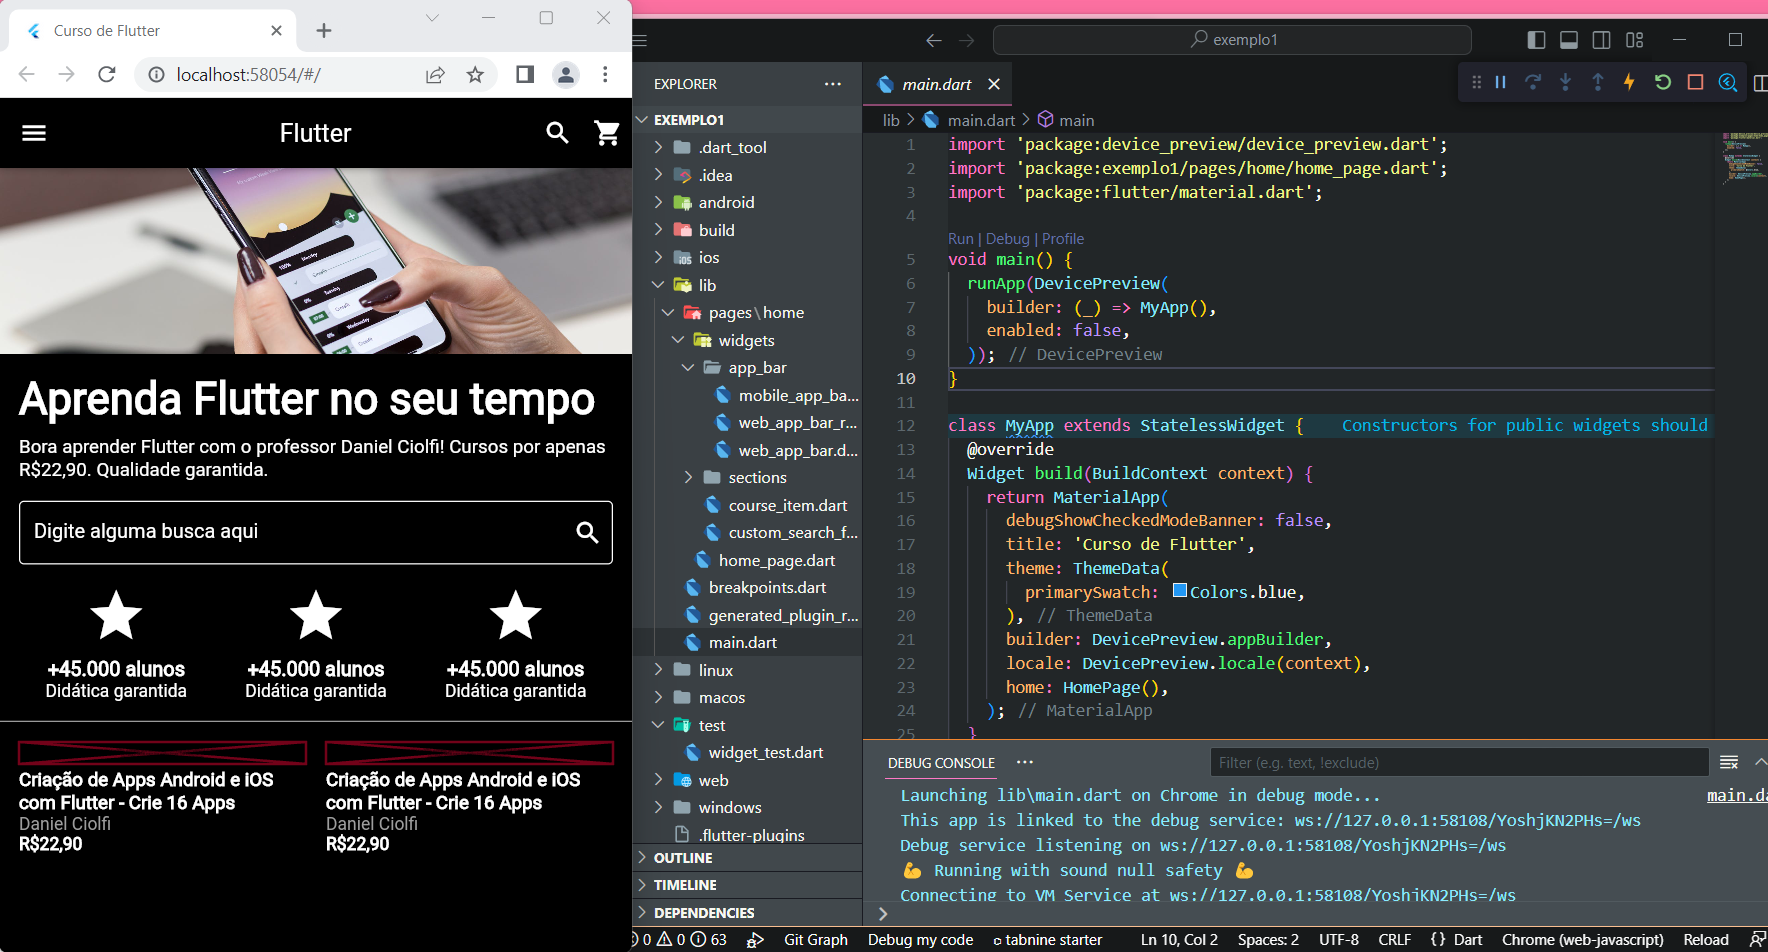 Curso de Flutter
localhost:58054/#/
Flutter
Monday
Tuesday
Wednesday
Aprenda Flutter no seu tempo
Bora aprender Flutter com o professor Daniel Ciolfi! Cursos por apenas
R$22,90. Qualidade garantida.
Digite alguma busca aqui
+45.000 alunos
Didática garantida
+45.000 alunos
Didática garantida
+45.000 alunos
Didática garantida
Criação de Apps Android e iOS
com Flutter - Crie 16 Apps
Daniel Ciolfi
R$22,90
Criação de Apps Android e iOS
com Flutter - Crie 16 Apps
Daniel Ciolfi
R$22,90
exemplo1
EXPLORER
EXEMPLO1
.dart_tool
.idea
android
build
ios
lib
pages\home
widgets
app_bar
mobile_app_ba...
web_app_bar_r...
web_app_bar.d...
sections
course_item.dart
custom_search_f...
home_page.dart
breakpoints.dart
generated_plugin_r...
main.dart
linux
macos
test
widget_test.dart
web
windows
.flutter-plugins
OUTLINE
TIMELINE
DEPENDENCIES
main.dart
lib > main.dart > main
1 import 'package:device_preview/device_preview.dart';
2 import 'package:exemplo1/pages/home/home_page.dart';
3 import 'package:flutter/material.dart';
4
Run | Debug | Profile
5 void main() {
6 runApp(DevicePreview(
7 builder: (_) => MyApp(),
8 enabled: false,
9 )); // DevicePreview
10 }
11
12 class MyApp extends StatelessWidget { Constructors for public widgets should
13 @override
14 Widget build(BuildContext context) {
15 return MaterialApp(
16 debugShowCheckedModeBanner: false,
17 title: 'Curso de Flutter',
18 theme: ThemeData(
19 primarySwatch: Colors.blue,
20 ), // ThemeData
21 builder: DevicePreview.appBuilder,
22 locale: DevicePreview.locale(context),
23 home: HomePage(),
24 ); // MaterialApp
25 }
DEBUG CONSOLE
Filter (e.g. text, !exclude)
Launching lib\main.dart on Chrome in debug mode... main.da
This app is linked to the debug service: ws://127.0.0.1:58108/YoshjKN2PHs=/ws
Debug service listening on ws://127.0.0.1:58108/YoshjKN2PHs=/ws
💪 Running with sound null safety 💪
Connecting to VM Service at ws://127.0.0.1:58108/YoshjKN2PHs=/ws
0 0 63 Git Graph Debug my code tabnine starter Ln 10, Col 2 Spaces: 2 UTF-8 CRLF {} Dart Chrome (web-javascript) Reload